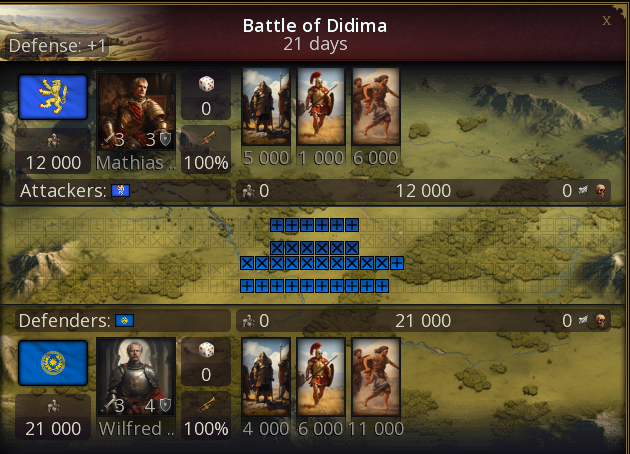 Battle of Didima
x
Defense: +1
21 days
3 3
0
12 000
Mathias ..
100%
5 000 1 000 6 000
Attackers: 0 12 000 0
Defenders: 0 21 000 0
3 4
0
21 000
Wilfred ..
100%
4 000 6 000 11 000